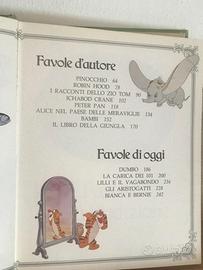 Favole d'autore
PINOCCHIO 64
ROBIN HOOD 78
I RACCONTI DELLO ZIO TOM 90
ICHABOD CRANE 102
PETER PAN 118
ALICE NEL PAESE DELLE MERAVIGLIE 134
BAMBI 152
IL LIBRO DELLA GIUNGLA 170
Favole di oggi
DUMBO 186
LA CARICA DEI 101 200
LILLI E IL VAGABONDO 216
GLI ARISTOGATTI 228
BIANCA E BERNIE 242